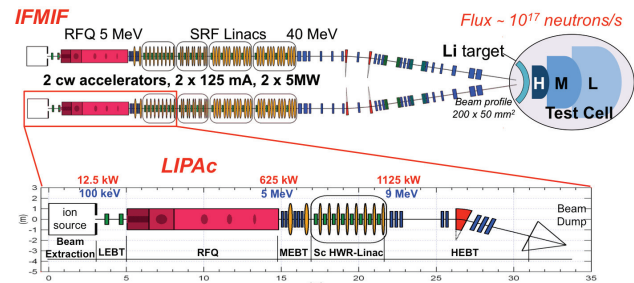 IFMIF
Flux ~ 10¹⁷ neutrons/s
RFQ 5 MeV SRF Linacs 40 MeV
Li target
2 cw accelerators, 2 x 125 mA, 2 x 5MW
H M L
Test Cell
Beam profile
200 x 50 mm²
LIPAc
12.5 kW 625 kW 1125 kW
100 keV 5 MeV 9 MeV
3
2
1
0
-1
-2
-3
-4
-5
(m)
ion
source
Beam
Dump
Beam
Extraction
LEBT RFQ MEBT Sc HWR-Linac HEBT
0 5 10 15 20 25 30 35